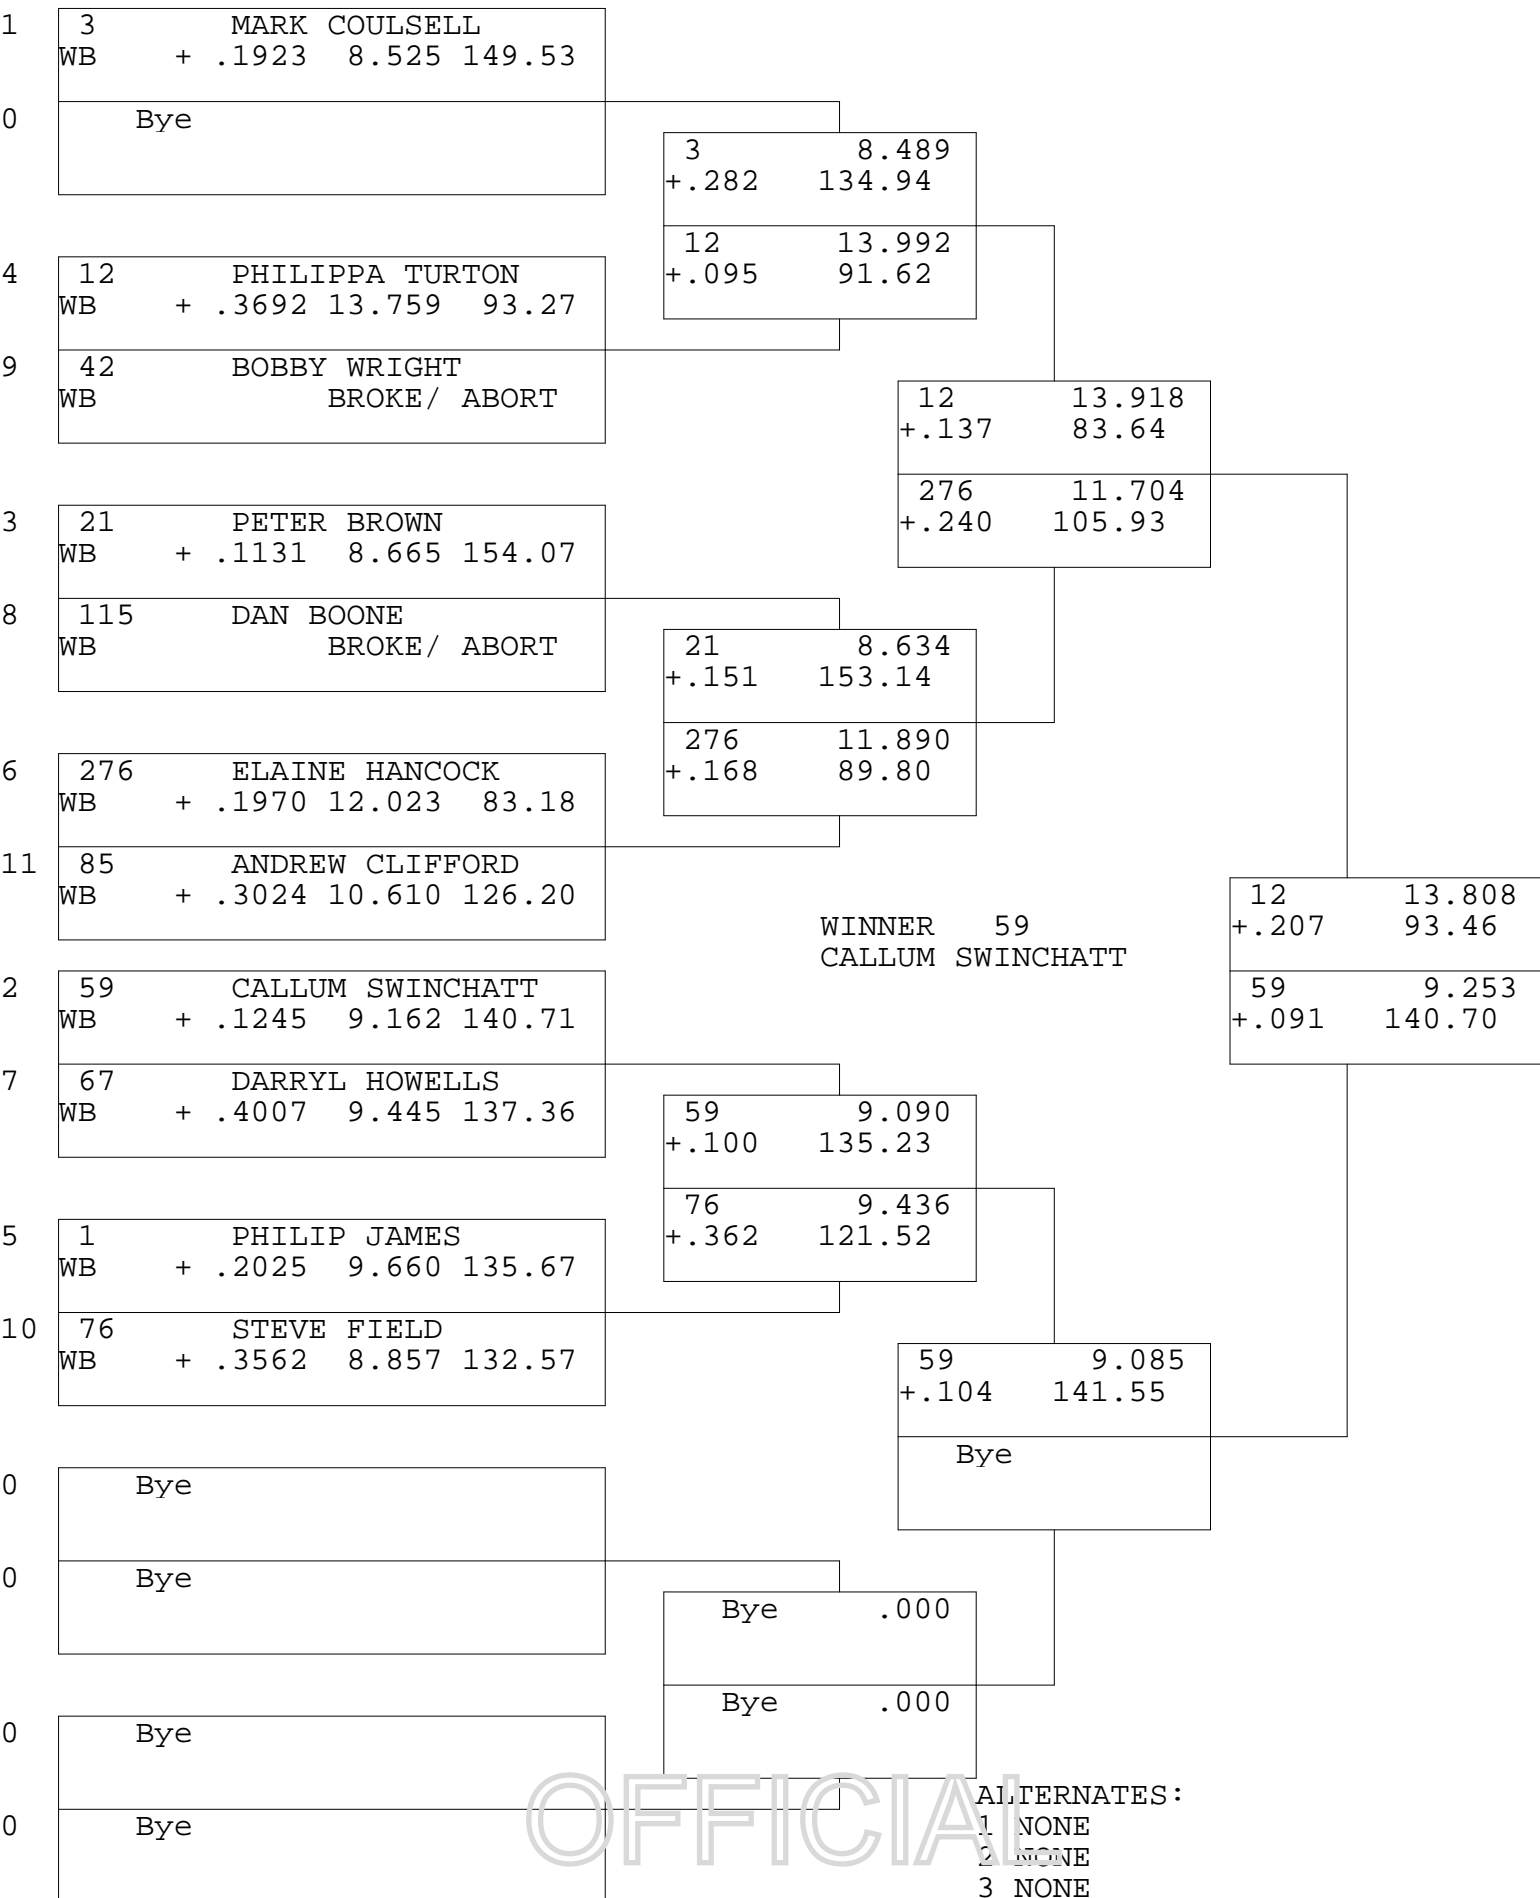 1 3 MARK COULSELL
WB + .1923 8.525 149.53
0 Bye
3 8.489
+.282 134.94
12 13.992
+.095 91.62
4 12 PHILIPPA TURTON
WB + .3692 13.759 93.27
9 42 BOBBY WRIGHT
WB BROKE/ ABORT
12 13.918
+.137 83.64
276 11.704
+.240 105.93
3 21 PETER BROWN
WB + .1131 8.665 154.07
8 115 DAN BOONE
WB BROKE/ ABORT
21 8.634
+.151 153.14
276 11.890
+.168 89.80
6 276 ELAINE HANCOCK
WB + .1970 12.023 83.18
11 85 ANDREW CLIFFORD
WB + .3024 10.610 126.20
WINNER 59
CALLUM SWINCHATT
12 13.808
+.207 93.46
59 9.253
+.091 140.70
2 59 CALLUM SWINCHATT
WB + .1245 9.162 140.71
7 67 DARRYL HOWELLS
WB + .4007 9.445 137.36
59 9.090
+.100 135.23
76 9.436
+.362 121.52
5 1 PHILIP JAMES
WB + .2025 9.660 135.67
10 76 STEVE FIELD
WB + .3562 8.857 132.57
59 9.085
+.104 141.55
Bye
0 Bye
0 Bye
Bye .000
Bye .000
0 Bye
0 Bye
OFFICIAL
ALTERNATES:
1 NONE
2 NONE
3 NONE